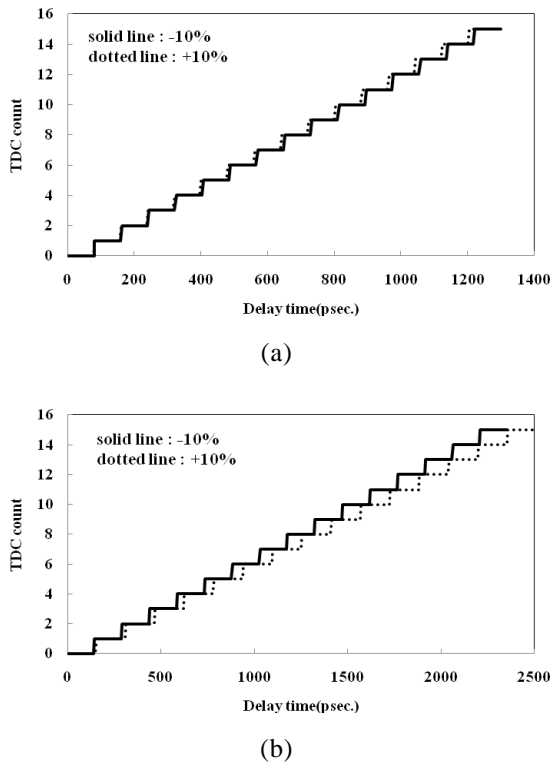 16
14
12
10
8
6
4
2
0
TDC count
solid line : -10%
dotted line : +10%
0 200 400 600 800 1000 1200 1400
Delay time(psec.)
(a)
16
14
12
10
8
6
4
2
0
TDC count
solid line : -10%
dotted line : +10%
0 500 1000 1500 2000 2500
Delay time(psec.)
(b)